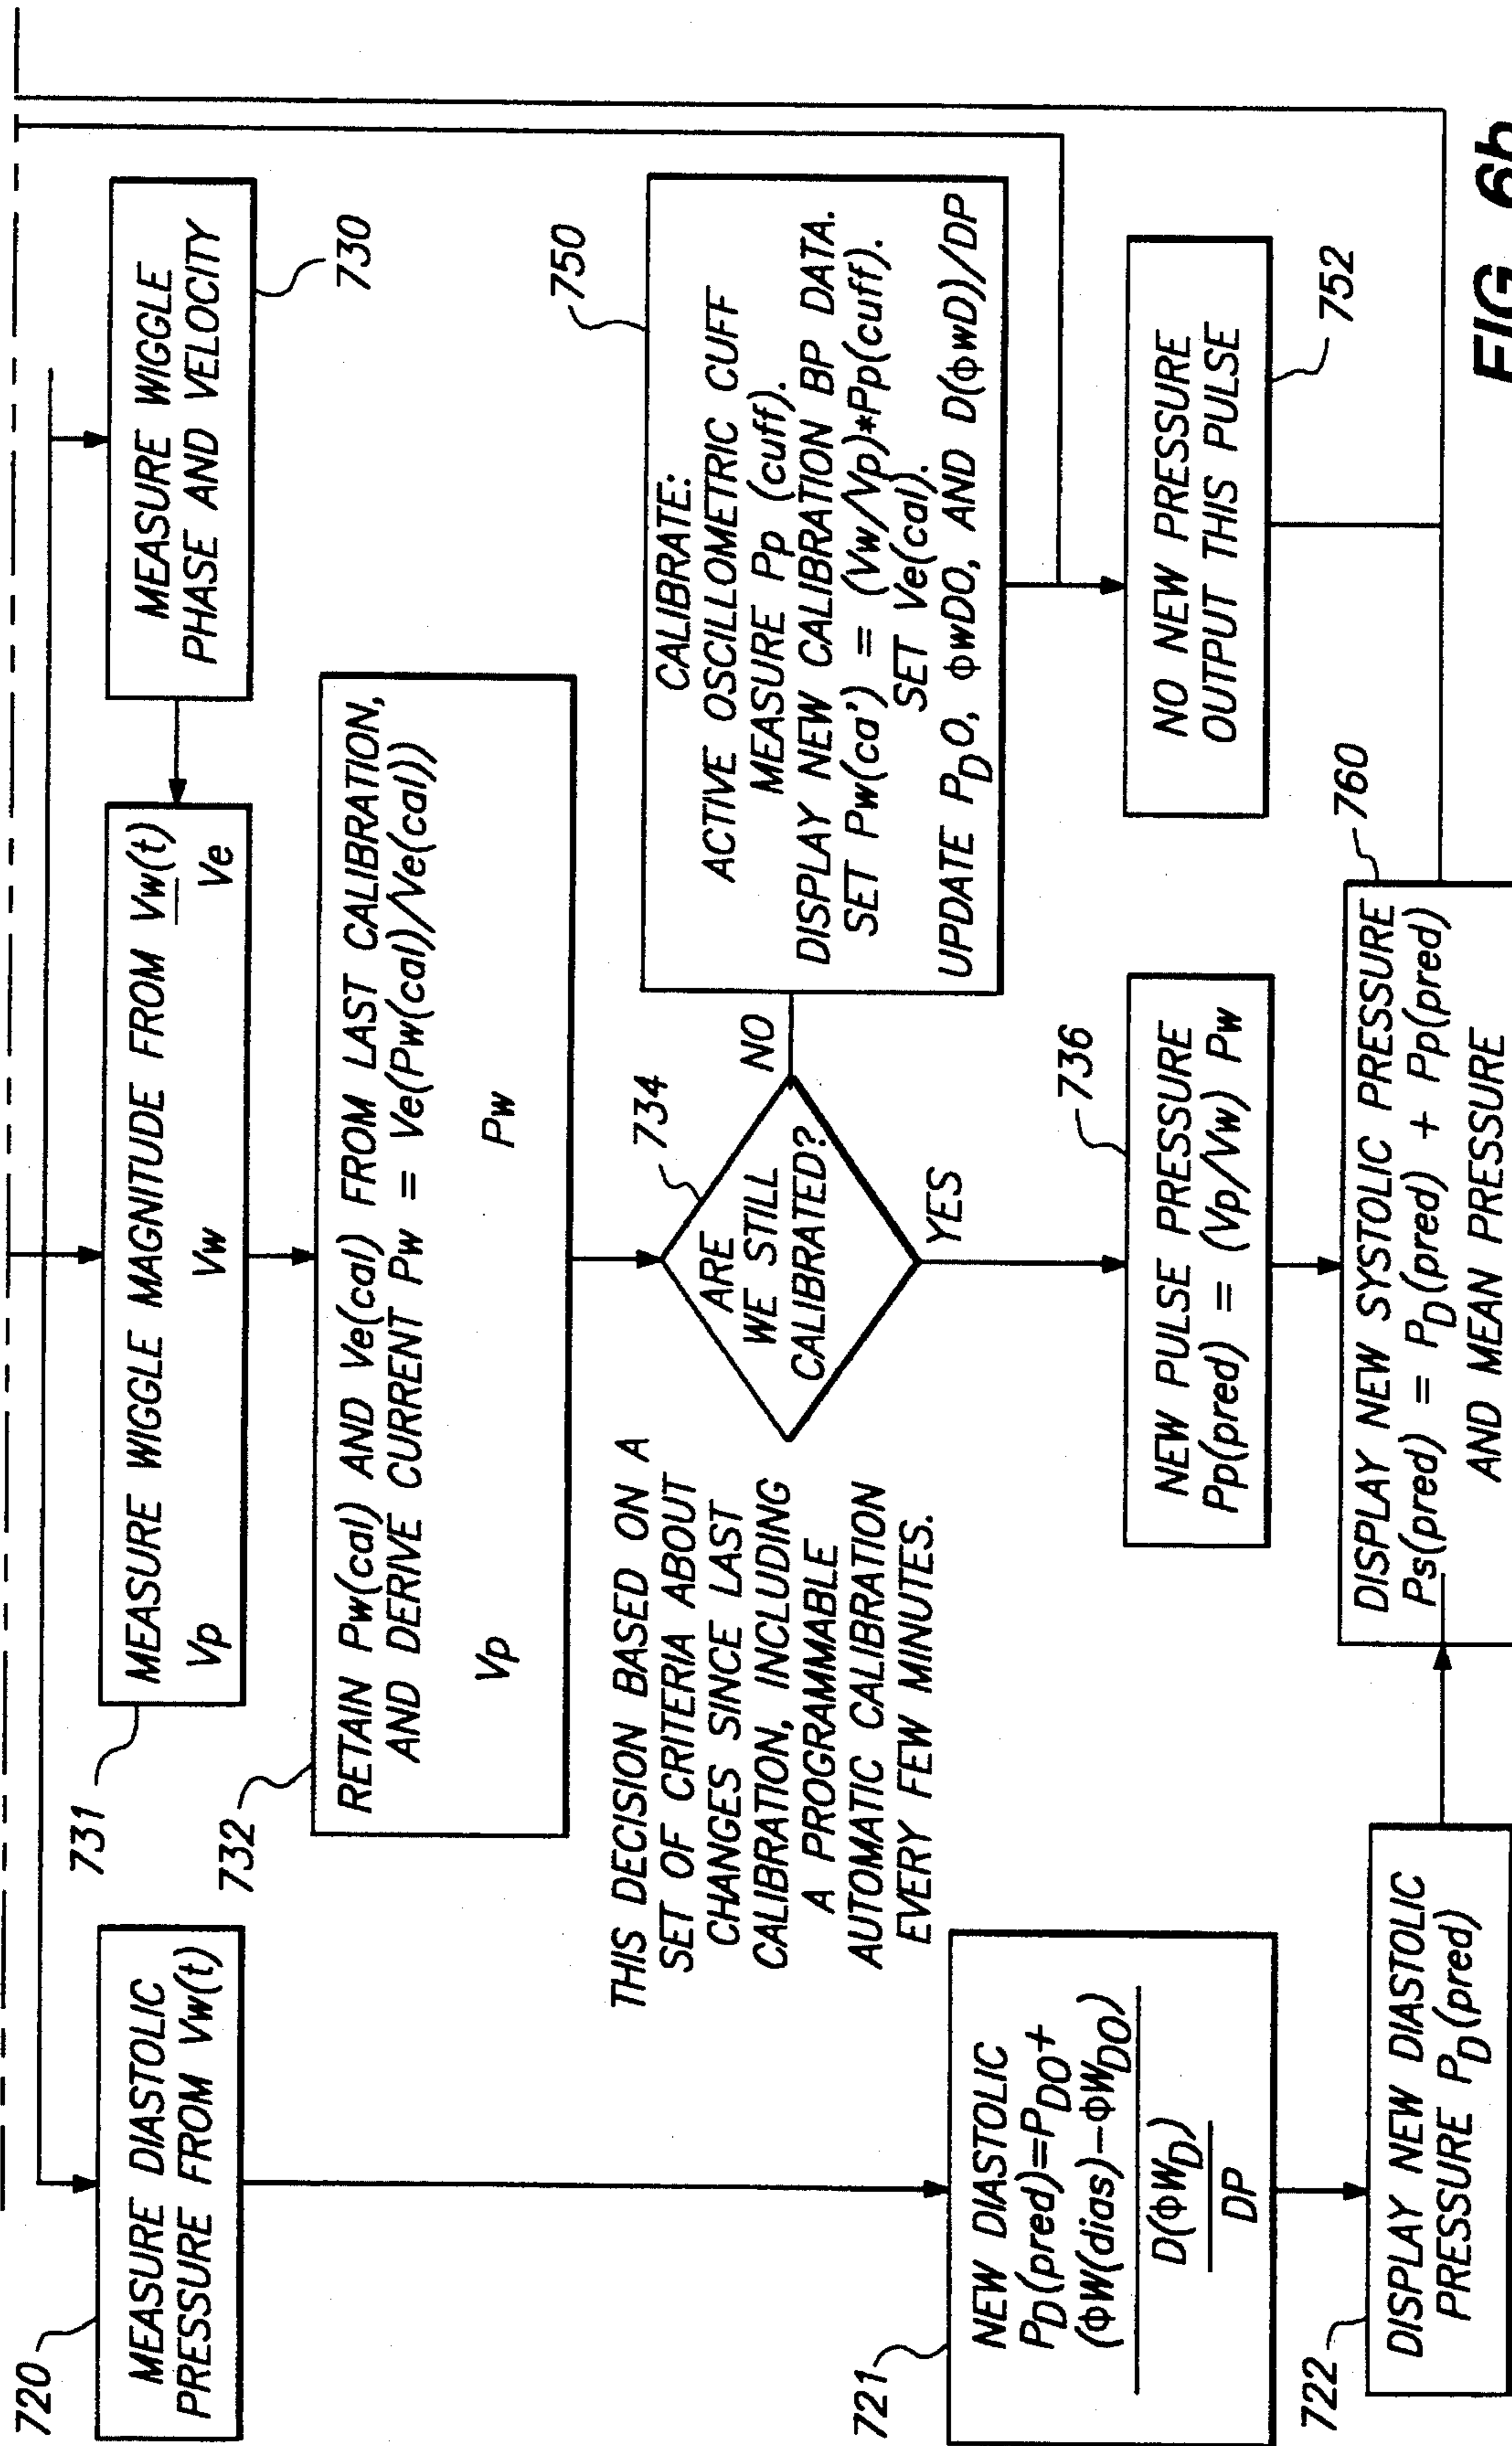 720
MEASURE DIASTOLIC
PRESSURE FROM Vw(t)
731
MEASURE WIGGLE MAGNITUDE FROM Vw(t)
Vp Vw Ve
MEASURE WIGGLE
PHASE AND VELOCITY
730
732
RETAIN Pw(cal) AND Ve(cal) FROM LAST CALIBRATION,
AND DERIVE CURRENT Pw = Ve(Pw(cal)/Ve(cal))
Vp Pw
THIS DECISION BASED ON A
SET OF CRITERIA ABOUT
CHANGES SINCE LAST
CALIBRATION, INCLUDING
A PROGRAMMABLE
AUTOMATIC CALIBRATION
EVERY FEW MINUTES.
734
ARE
WE STILL
CALIBRATED?
NO
YES
750
CALIBRATE:
ACTIVE OSCILLOMETRIC CUFF
MEASURE Pp (cuff).
DISPLAY NEW CALIBRATION BP DATA.
SET Pw(ca') = (Vw/Vp)*Pp(cuff).
SET Ve(cal).
UPDATE PDO, ϕwDO, AND D(ϕwD)/DP
721
NEW DIASTOLIC
PD(pred)=PDO+
(ϕW(dias)-ϕWDO)
D(ϕWD)
DP
736
NEW PULSE PRESSURE
Pp(pred) = (Vp/Vw) Pw
NO NEW PRESSURE
OUTPUT THIS PULSE
752
722
DISPLAY NEW DIASTOLIC
PRESSURE PD(pred)
760
DISPLAY NEW SYSTOLIC PRESSURE
Ps(pred) = PD(pred) + Pp(pred)
AND MEAN PRESSURE
FIG. 6b